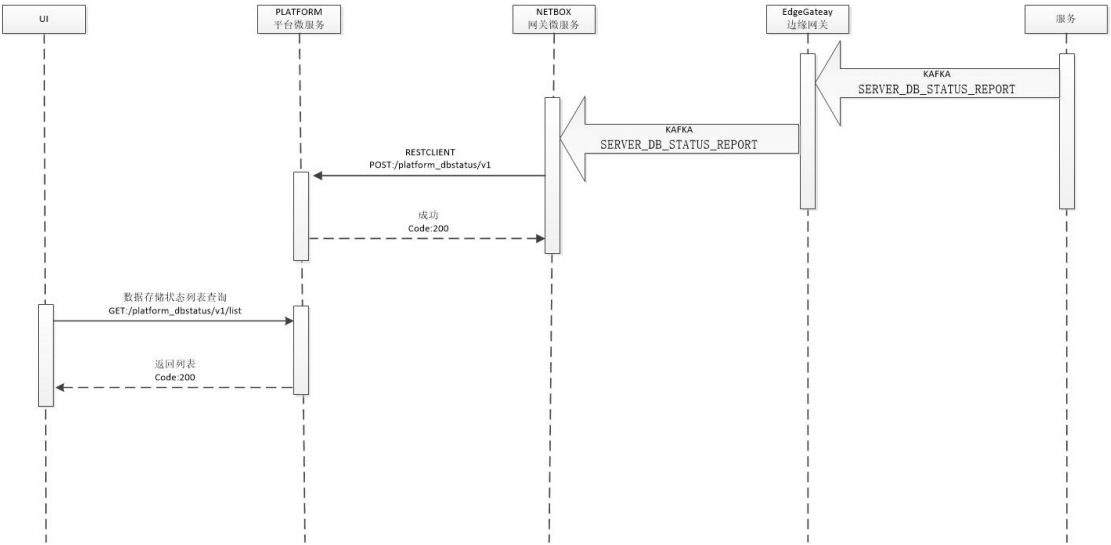 UI
PLATFORM
平台微服务
NETBOX
网关微服务
EdgeGateay
边缘网关
服务
KAFKA
SERVER_DB_STATUS_REPORT
KAFKA
SERVER_DB_STATUS_REPORT
RESTCLIENT
POST:/platform_dbstatus/v1
成功
Code:200
数据存储状态列表查询
GET:/platform_dbstatus/v1/list
返回列表
Code:200